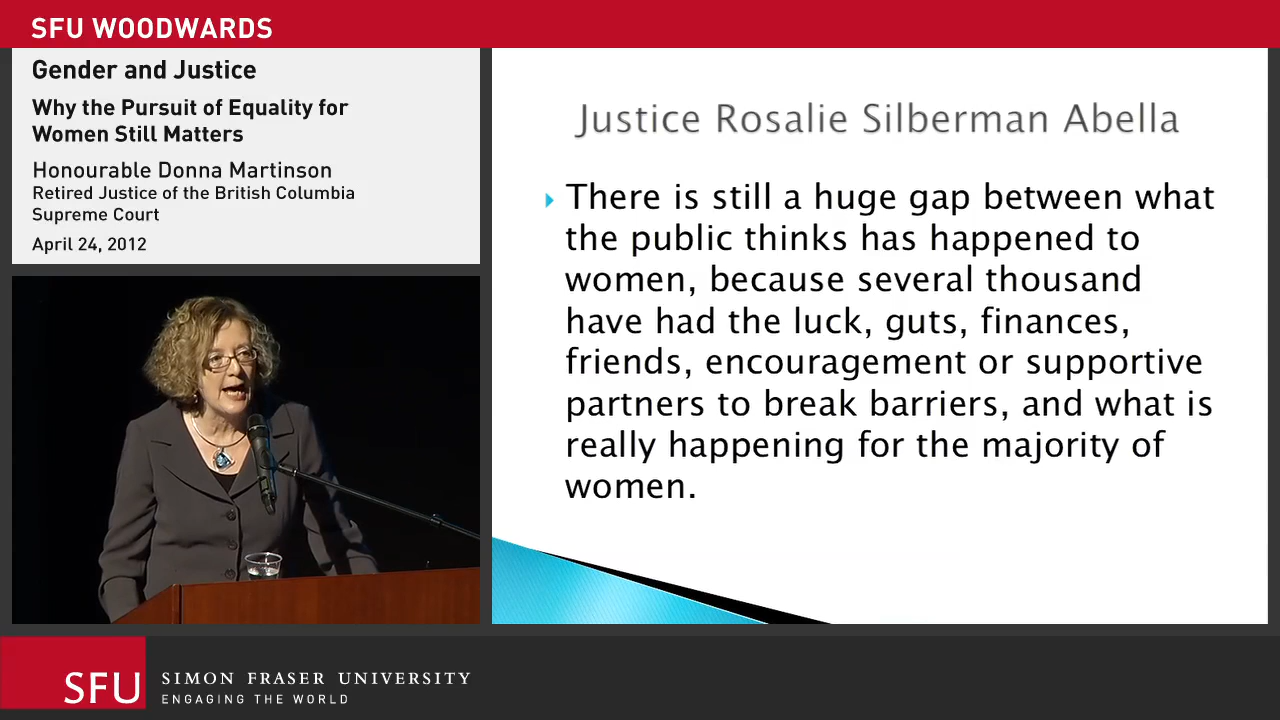 SFU WOODWARDS
Gender and Justice
Why the Pursuit of Equality for
Women Still Matters
Honourable Donna Martinson
Retired Justice of the British Columbia
Supreme Court
April 24, 2012
Justice Rosalie Silberman Abella
There is still a huge gap between what
the public thinks has happened to
women, because several thousand
have had the luck, guts, finances,
friends, encouragement or supportive
partners to break barriers, and what is
really happening for the majority of
women.
SFU
SIMON FRASER UNIVERSITY
ENGAGING THE WORLD